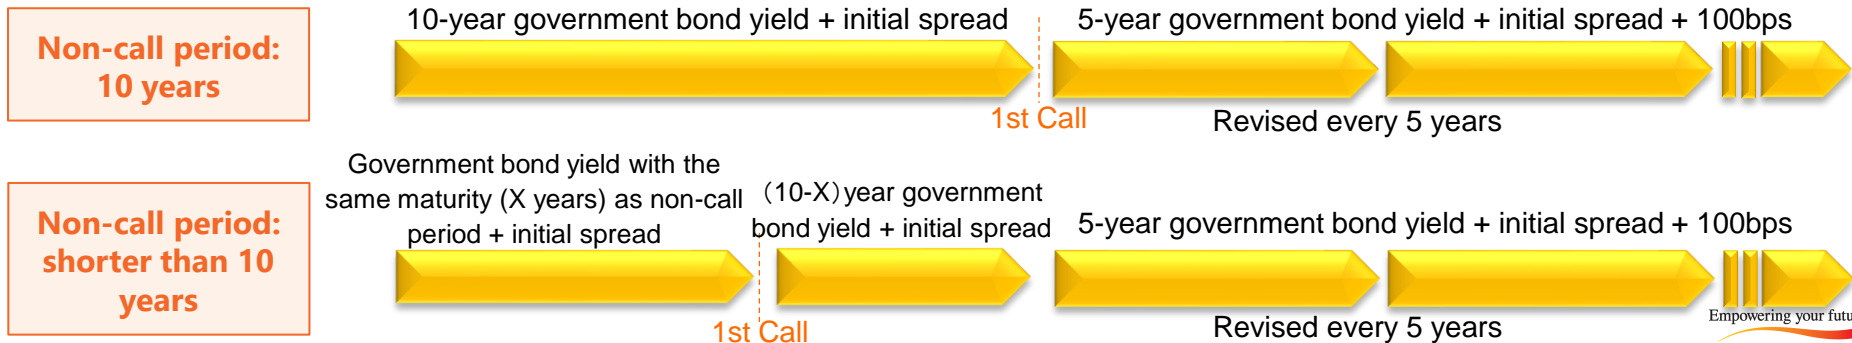 Non-call period:
10 years
10-year government bond yield + initial spread
5-year government bond yield + initial spread + 100bps
1st Call
Revised every 5 years
Non-call period:
shorter than 10
years
Government bond yield with the
same maturity (X years) as non-call
period + initial spread
（10-X）year government
bond yield + initial spread
5-year government bond yield + initial spread + 100bps
1st Call
Revised every 5 years
Empowering your futu